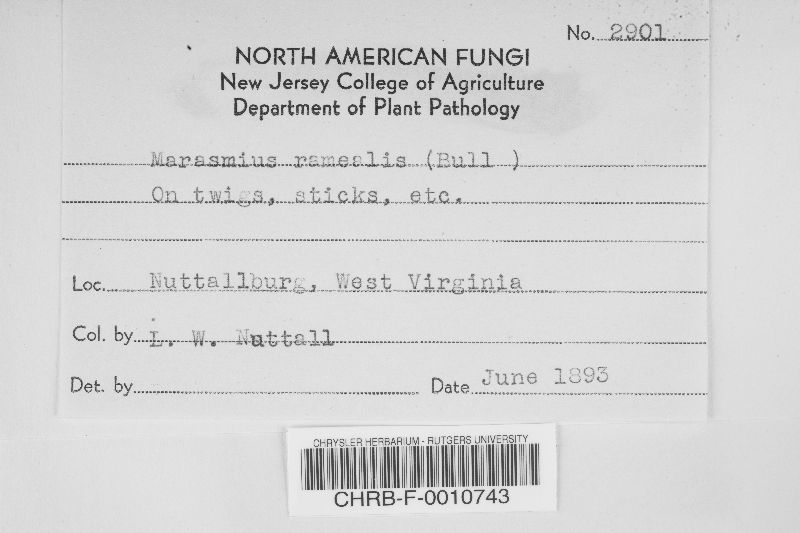 No. 2901
NORTH AMERICAN FUNGI
New Jersey College of Agriculture
Department of Plant Pathology
Marasmius ramealis (Bull )
On twigs, sticks, etc.
Loc. Nuttallburg, West Virginia
Col. by L. W. Nuttall
Det. by
Date June 1893
CHRYSLER HERBARIUM - RUTGERS UNIVERSITY
CHRB-F-0010743